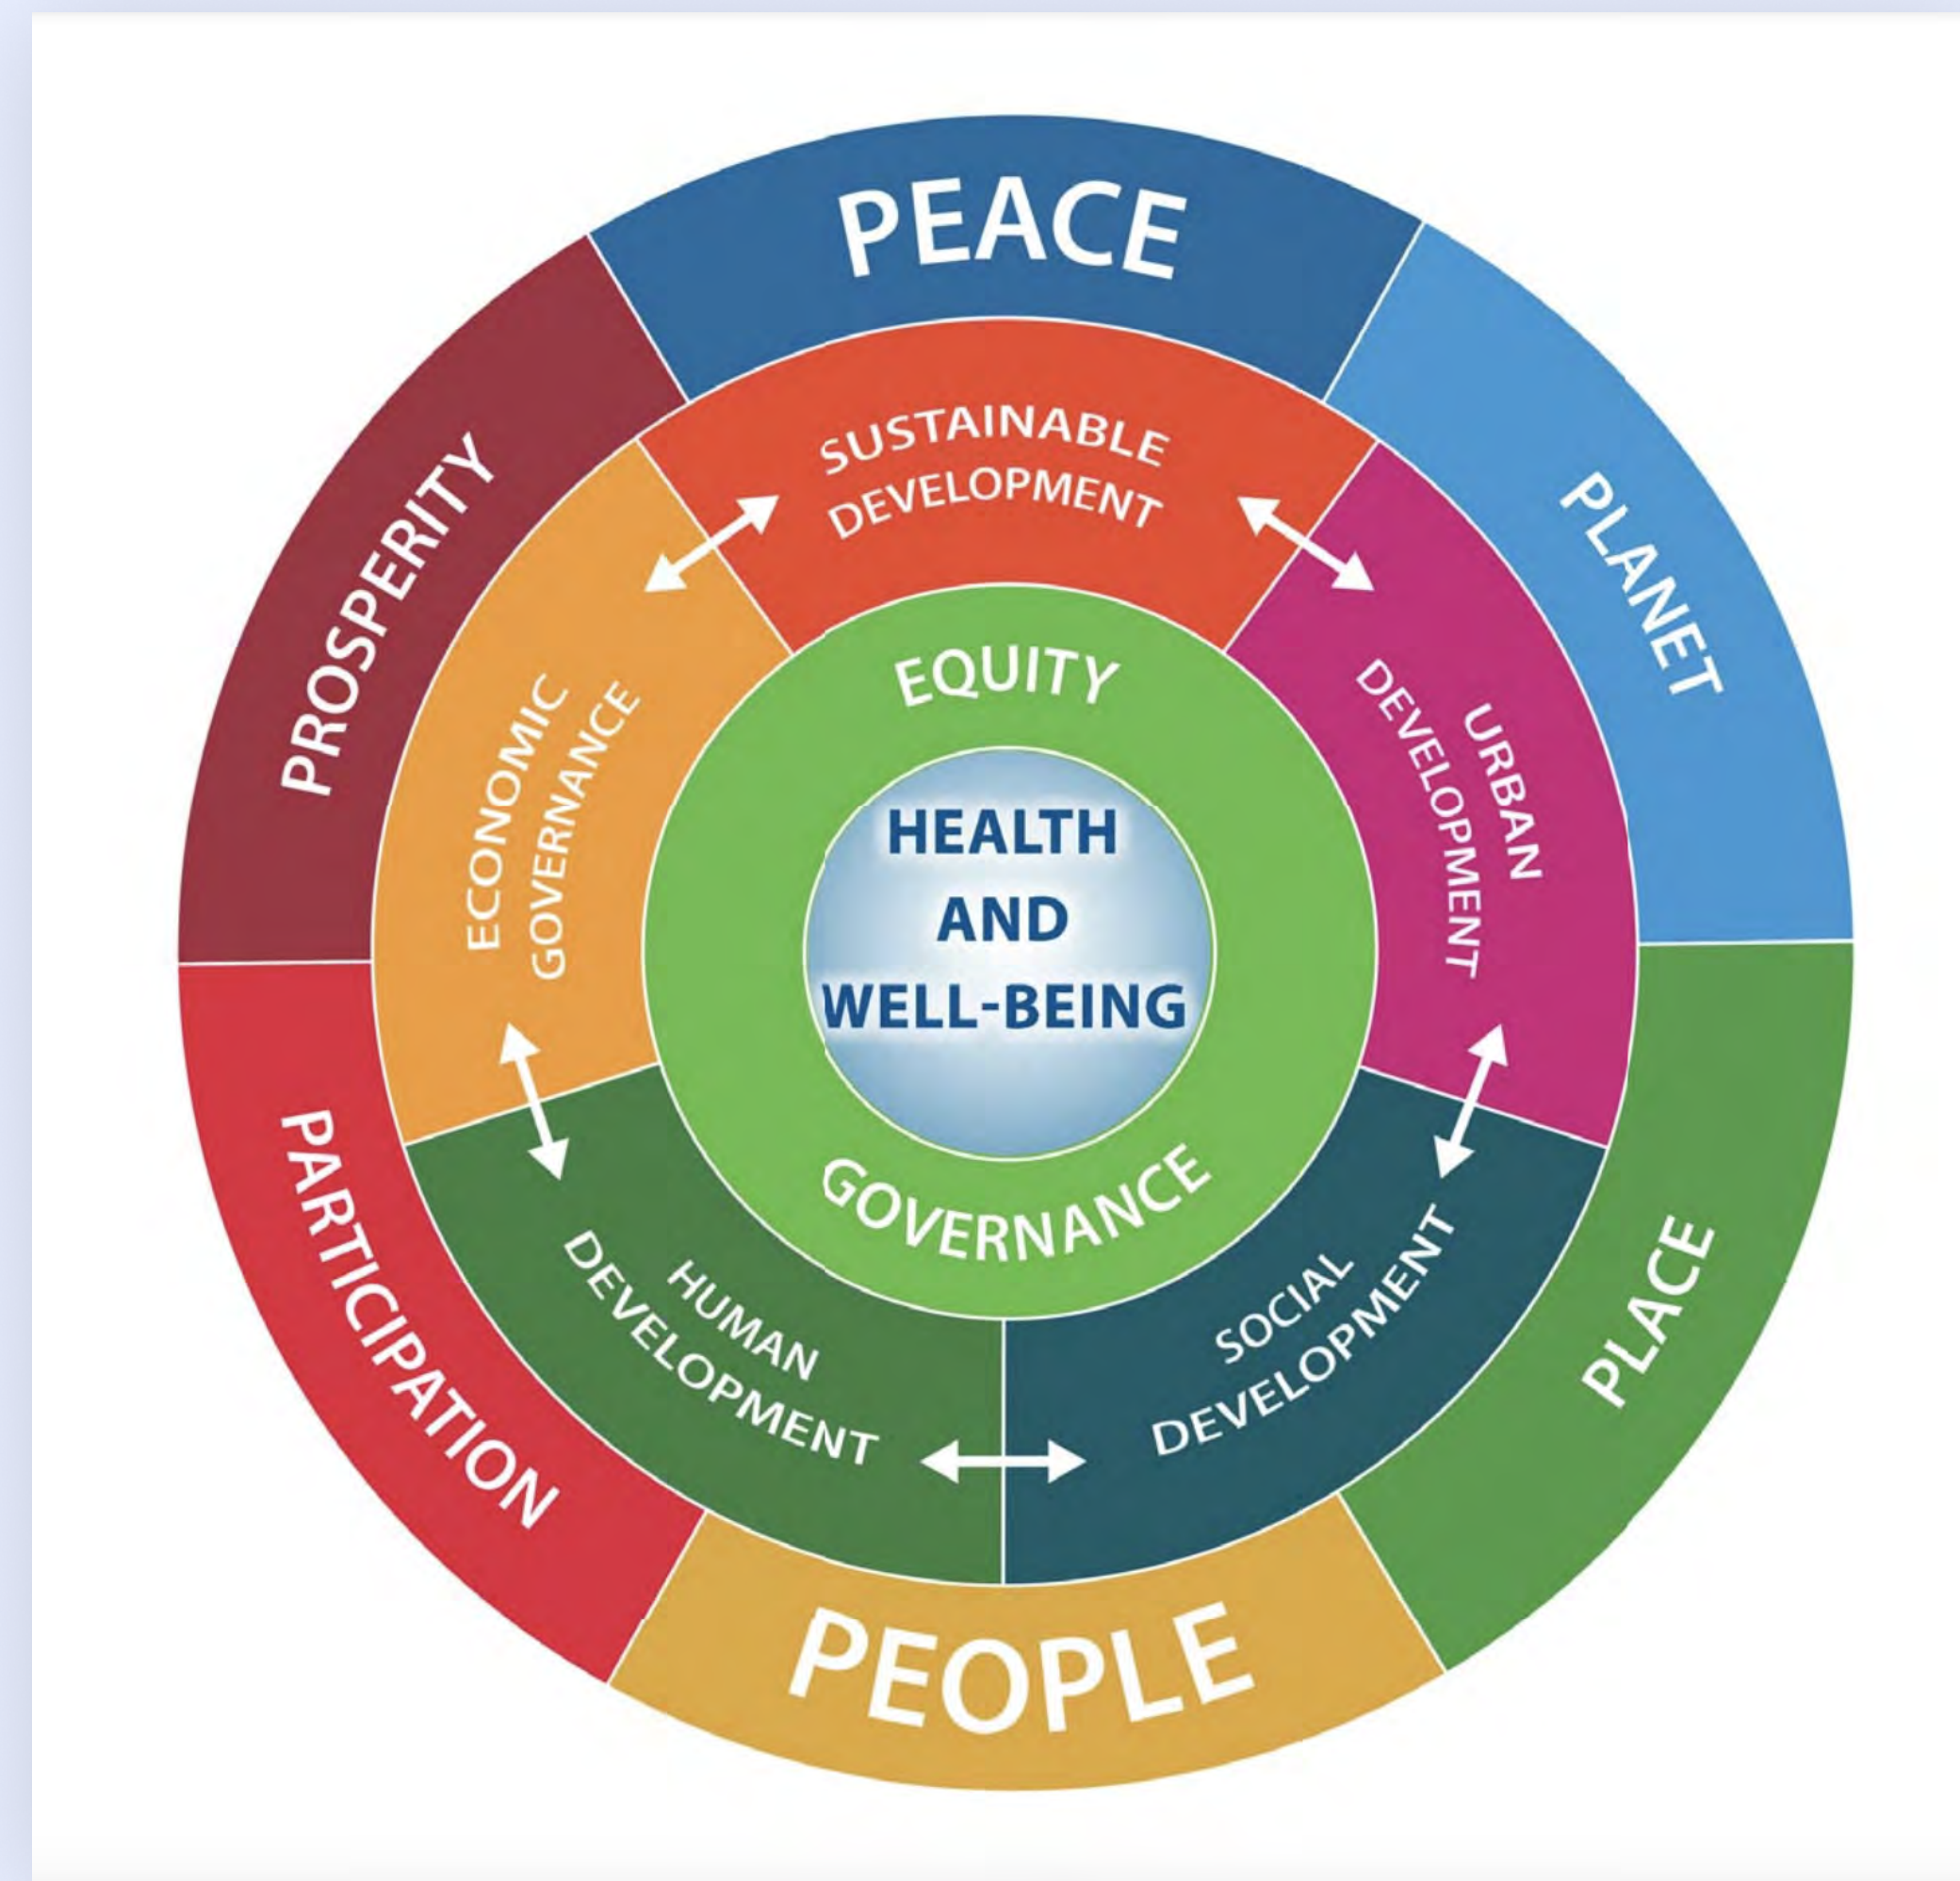 PEACE
PLANET
PLACE
PEOPLE
PARTICIPATION
PROSPERITY
SUSTAINABLE
DEVELOPMENT
URBAN
DEVELOPMENT
SOCIAL
DEVELOPMENT
HUMAN
DEVELOPMENT
ECONOMIC
GOVERNANCE
EQUITY
GOVERNANCE
HEALTH
AND
WELL-BEING